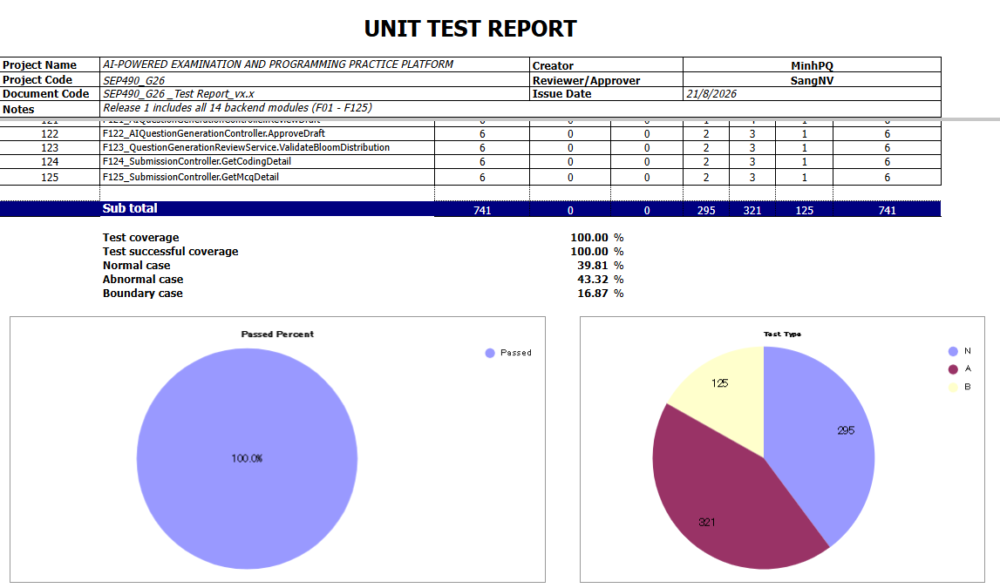 UNIT TEST REPORT
Project Name AI-POWERED EXAMINATION AND PROGRAMMING PRACTICE PLATFORM Creator MinhPQ
Project Code SEP490_G26 Reviewer/Approver SangNV
Document Code SEP490_G26 _Test Report_vx.x Issue Date 21/8/2026
Notes Release 1 includes all 14 backend modules (F01 - F125)
122 F122_AIQuestionGenerationController.ApproveDraft 6 0 0 2 3 1 6
123 F123_QuestionGenerationReviewService.ValidateBloomDistribution 6 0 0 2 3 1 6
124 F124_SubmissionController.GetCodingDetail 6 0 0 2 3 1 6
125 F125_SubmissionController.GetMcqDetail 6 0 0 2 3 1 6
Sub total 741 0 0 295 321 125 741
Test coverage 100.00 %
Test successful coverage 100.00 %
Normal case 39.81 %
Abnormal case 43.32 %
Boundary case 16.87 %
Passed Percent
Passed
100.0%
Test Type
N
A
B
125
295
321